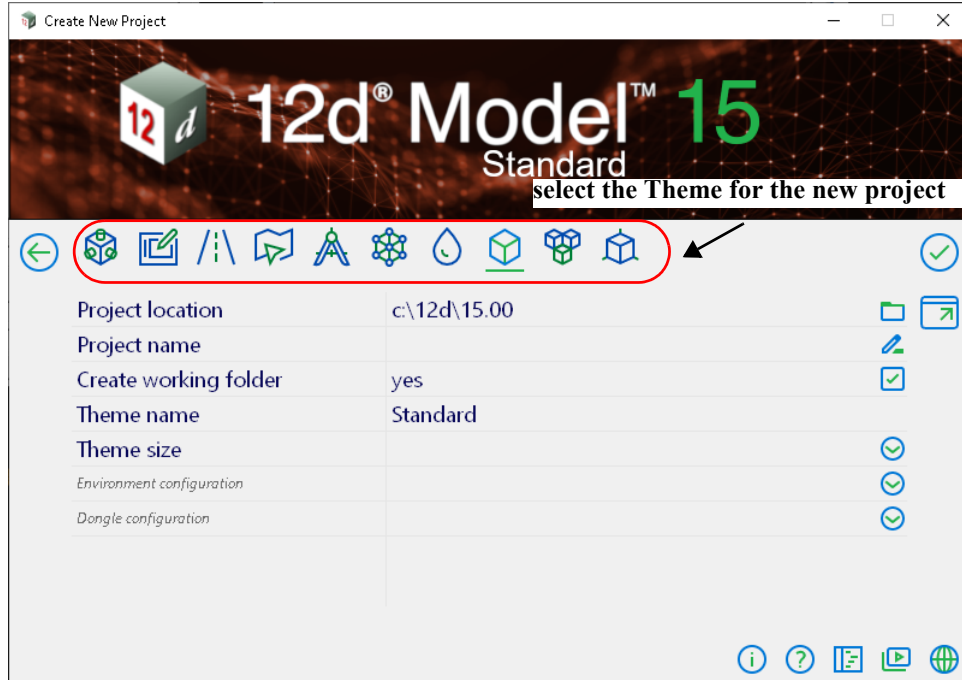 Create New Project
12 d
12d® Model™ 15
Standard
select the Theme for the new project
Project location c:\12d\15.00
Project name
Create working folder yes
Theme name Standard
Theme size
Environment configuration
Dongle configuration